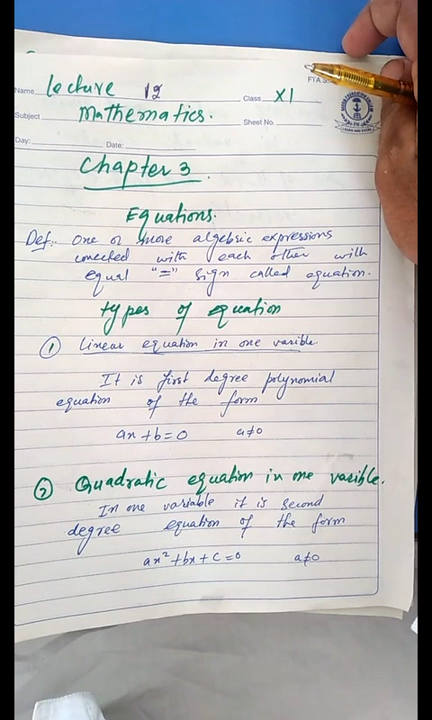 Name Lecture 12 Class XI
Subject Mathematics. Sheet No.
Day: Date:
Chapter 3
Equations.
Def:- One or more algebric expressions
conected with each other with
equal "=" sign called equation.
types of equation
① Linear equation in one varible
It is first degree polynomial
equation of the form
ax+b=0 a≠0
② Quadratic equation in one varible.
In one variable it is second
degree equation of the form
ax²+bx+c=0 a≠0